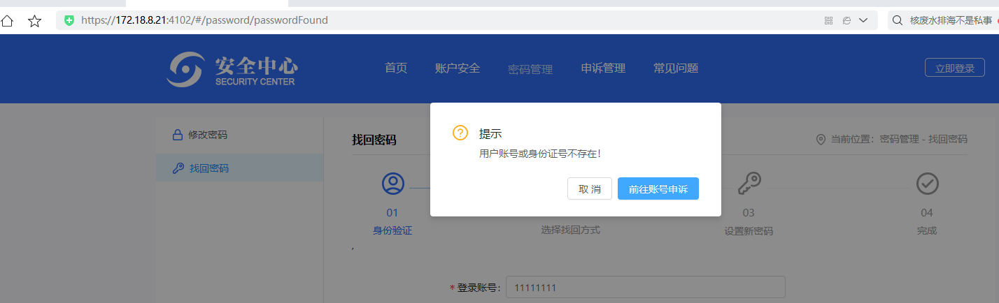 https://172.18.8.21:4102/#/password/passwordFound
核废水排海不是私事
安全中心
SECURITY CENTER
首页 账户安全 密码管理 申诉管理 常见问题
立即登录
修改密码
找回密码
找回密码
当前位置：密码管理 - 找回密码
提示
用户账号或身份证号不存在！
取 消 前往账号申诉
01
身份验证
选择找回方式
03
设置新密码
04
完成
,
* 登录账号： 11111111